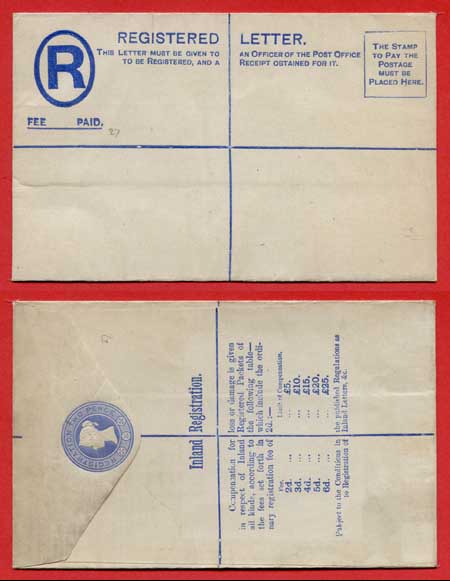 REGISTERED LETTER.
THIS LETTER MUST BE GIVEN TO AN OFFICER OF THE POST OFFICE
TO BE REGISTERED, AND A RECEIPT OBTAINED FOR IT.
R
FEE PAID.
27
THE STAMP
TO PAY THE
POSTAGE
MUST BE
PLACED HERE.
REGISTRATION TWO PENCE
Inland Registration.
Compensation for loss or damage is given
in respect of Inland Registered Packets of
all kinds, according to the following table—
the fees set forth in which include the ordi-
nary registration fee of 2d.:—
Fee. Limit of Compensation.
2d. ... ... £5.
3d. ... ... £10.
4d. ... ... £15.
5d. ... ... £20.
6d. ... ... £25.
Subject to the Conditions in the published Regulations as
to Registration of Inland Letters, &c.